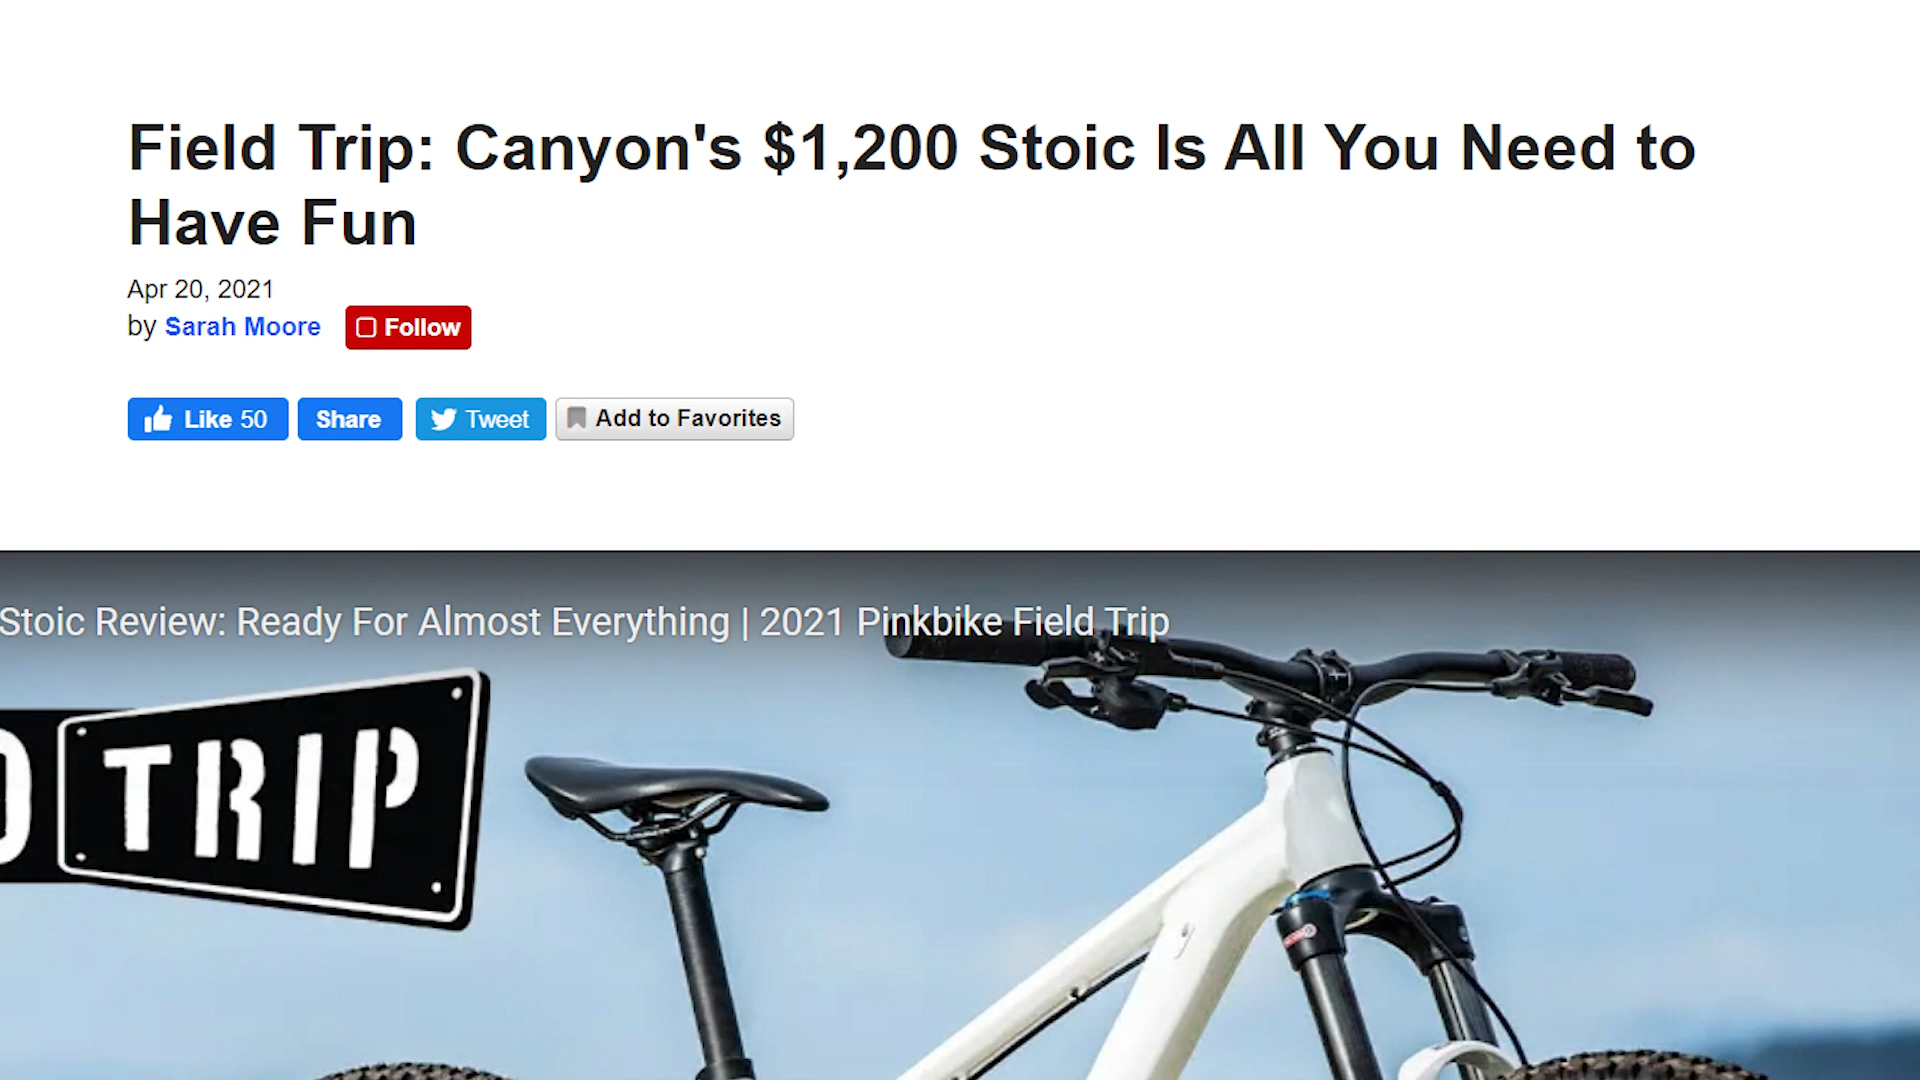 Field Trip: Canyon's $1,200 Stoic Is All You Need to
Have Fun
Apr 20, 2021
by Sarah Moore Follow
Like 50 Share Tweet Add to Favorites
Stoic Review: Ready For Almost Everything | 2021 Pinkbike Field Trip
D TRIP